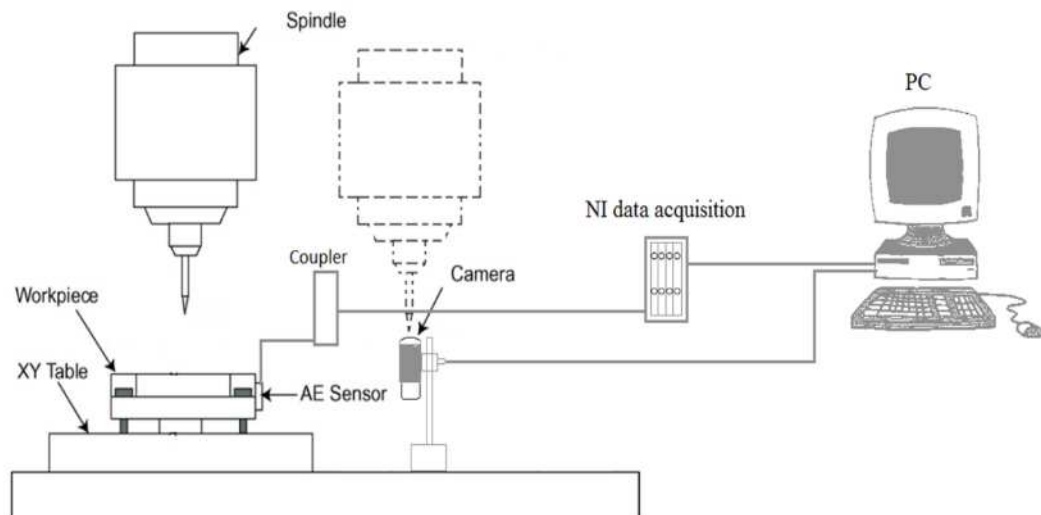 Spindle
PC
NI data acquisition
Coupler
Camera
Workpiece
XY Table
AE Sensor